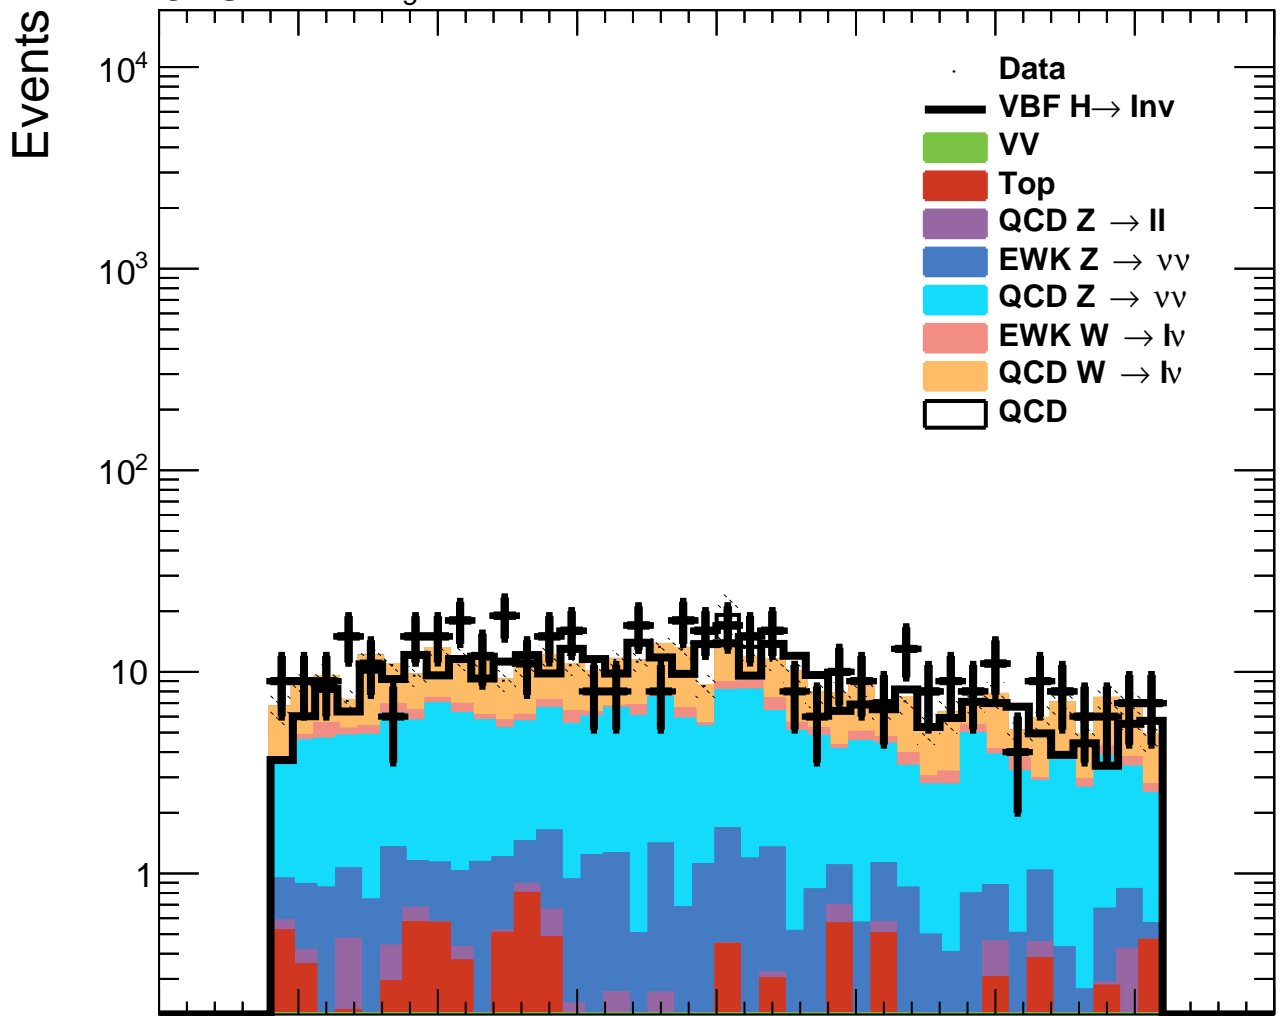 Events
10^4
10^3
10^2
10
1
Data
VBF H→ Inv
VV
Top
QCD Z → ll
EWK Z → νν
QCD Z → νν
EWK W → lν
QCD W → lν
QCD